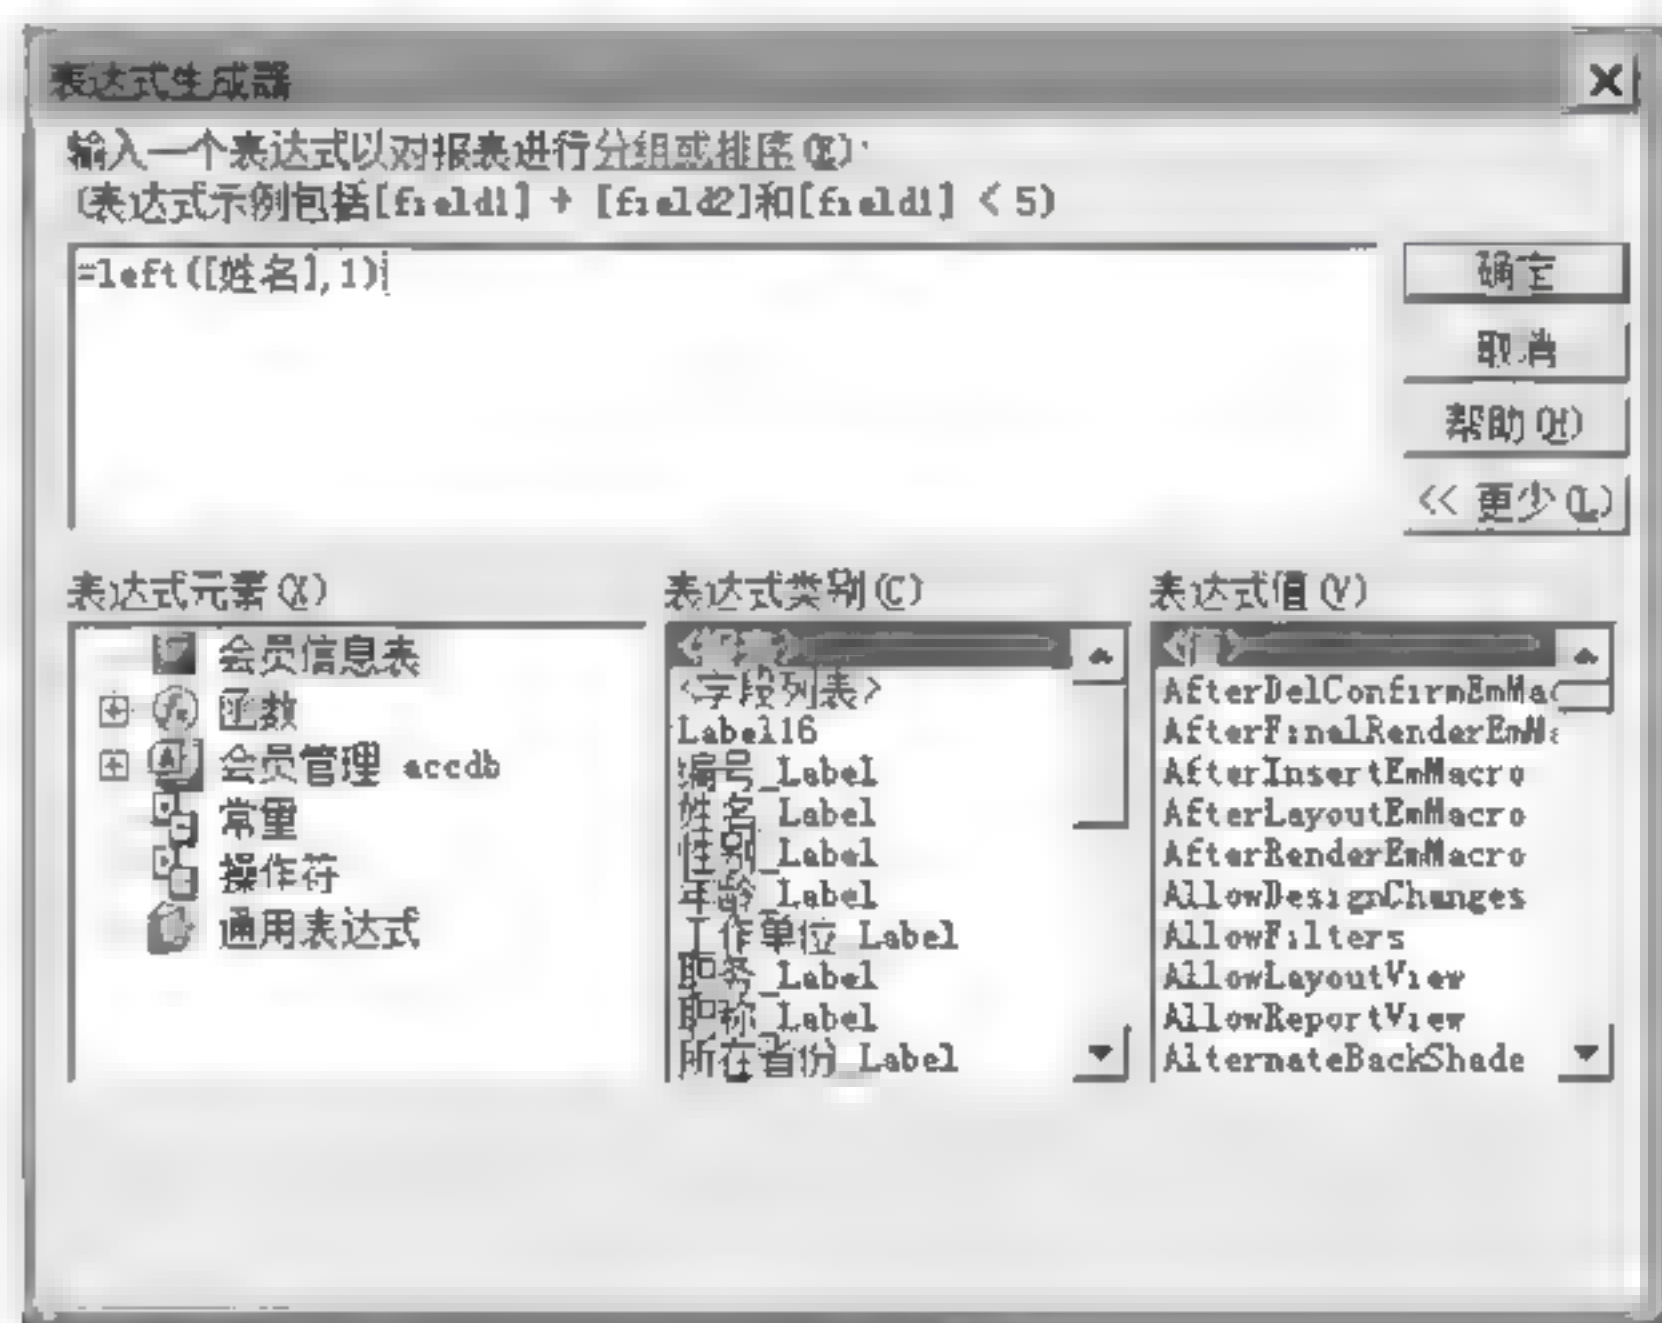 表达式生成器
输入一个表达式以对报表进行分组或排序(E):
(表达式示例包括[field1] + [field2]和[field1] < 5)
=left([姓名],1)
确定
取消
帮助(H)
<< 更少(L)
表达式元素(X)
会员信息表
函数
会员管理.accdb
常量
操作符
通用表达式
表达式类别(C)
<报表>
<字段列表>
Label16
编号_Label
姓名_Label
性别_Label
年龄_Label
工作单位_Label
职务_Label
职称_Label
所在省份_Label
表达式值(V)
<值>
AfterDelConfirmEmMac
AfterFinalRenderEmMa
AfterInsertEmMacro
AfterLayoutEmMacro
AfterRenderEmMacro
AllowDesignChanges
AllowFilters
AllowLayoutView
AllowReportView
AlternateBackShade